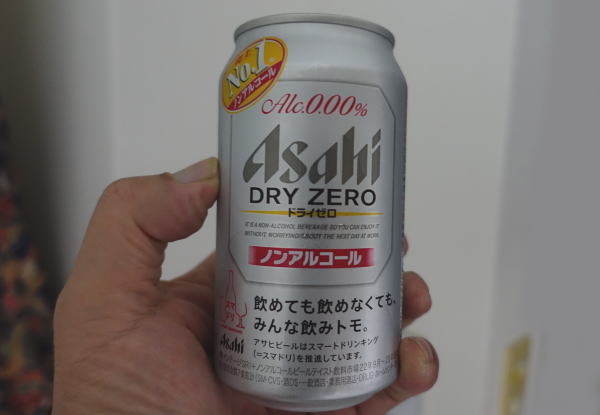 No.1
ノンアルコール
Alc.0.00%
Asahi
DRY ZERO
ドライゼロ
IT IS A NON-ALCOHOL BEVERAGE SO YOU CAN ENJOY IT
WITHOUT WORRYING ABOUT THE NEXT DAY AT WORK.
ノンアルコール
スマドリ
飲めても飲めなくても、
みんな飲みトモ。
Asahi
アサヒビールはスマートドリンキング
(=スマドリ)を推進しています。